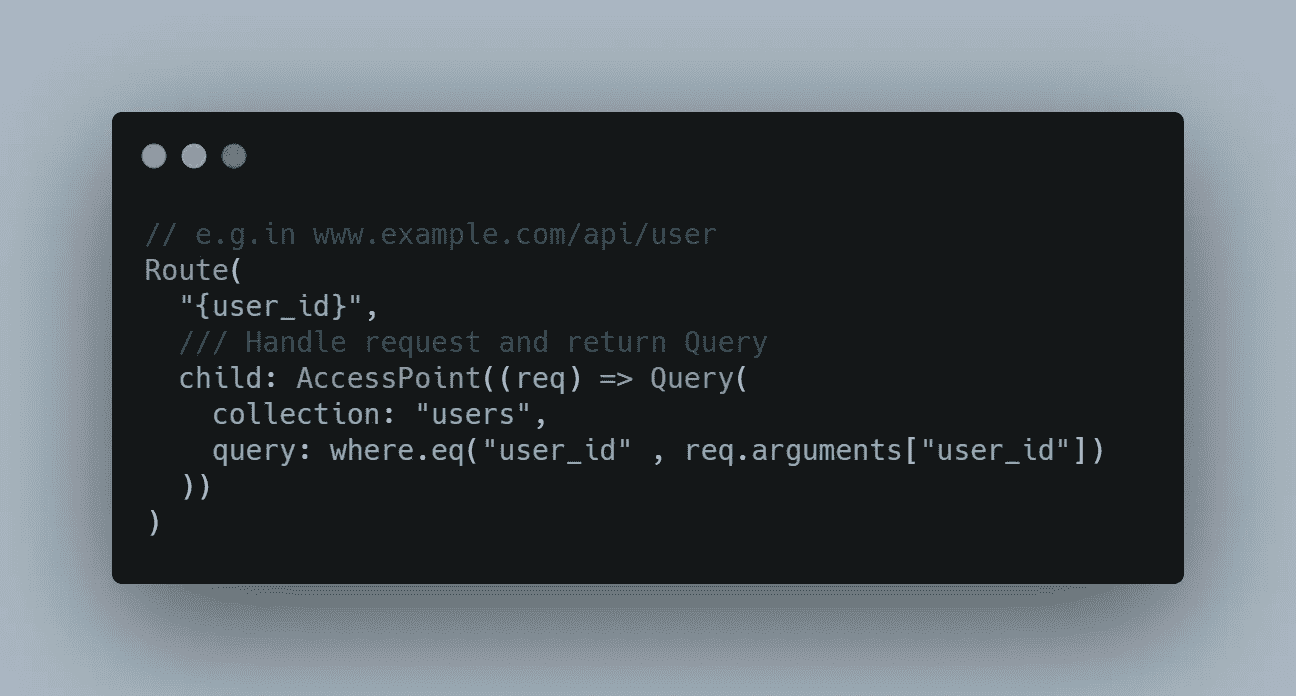 // e.g.in www.example.com/api/user
Route(
  "{user_id}",
  /// Handle request and return Query
  child: AccessPoint((req) => Query(
    collection: "users",
    query: where.eq("user_id" , req.arguments["user_id"])
  ))
)